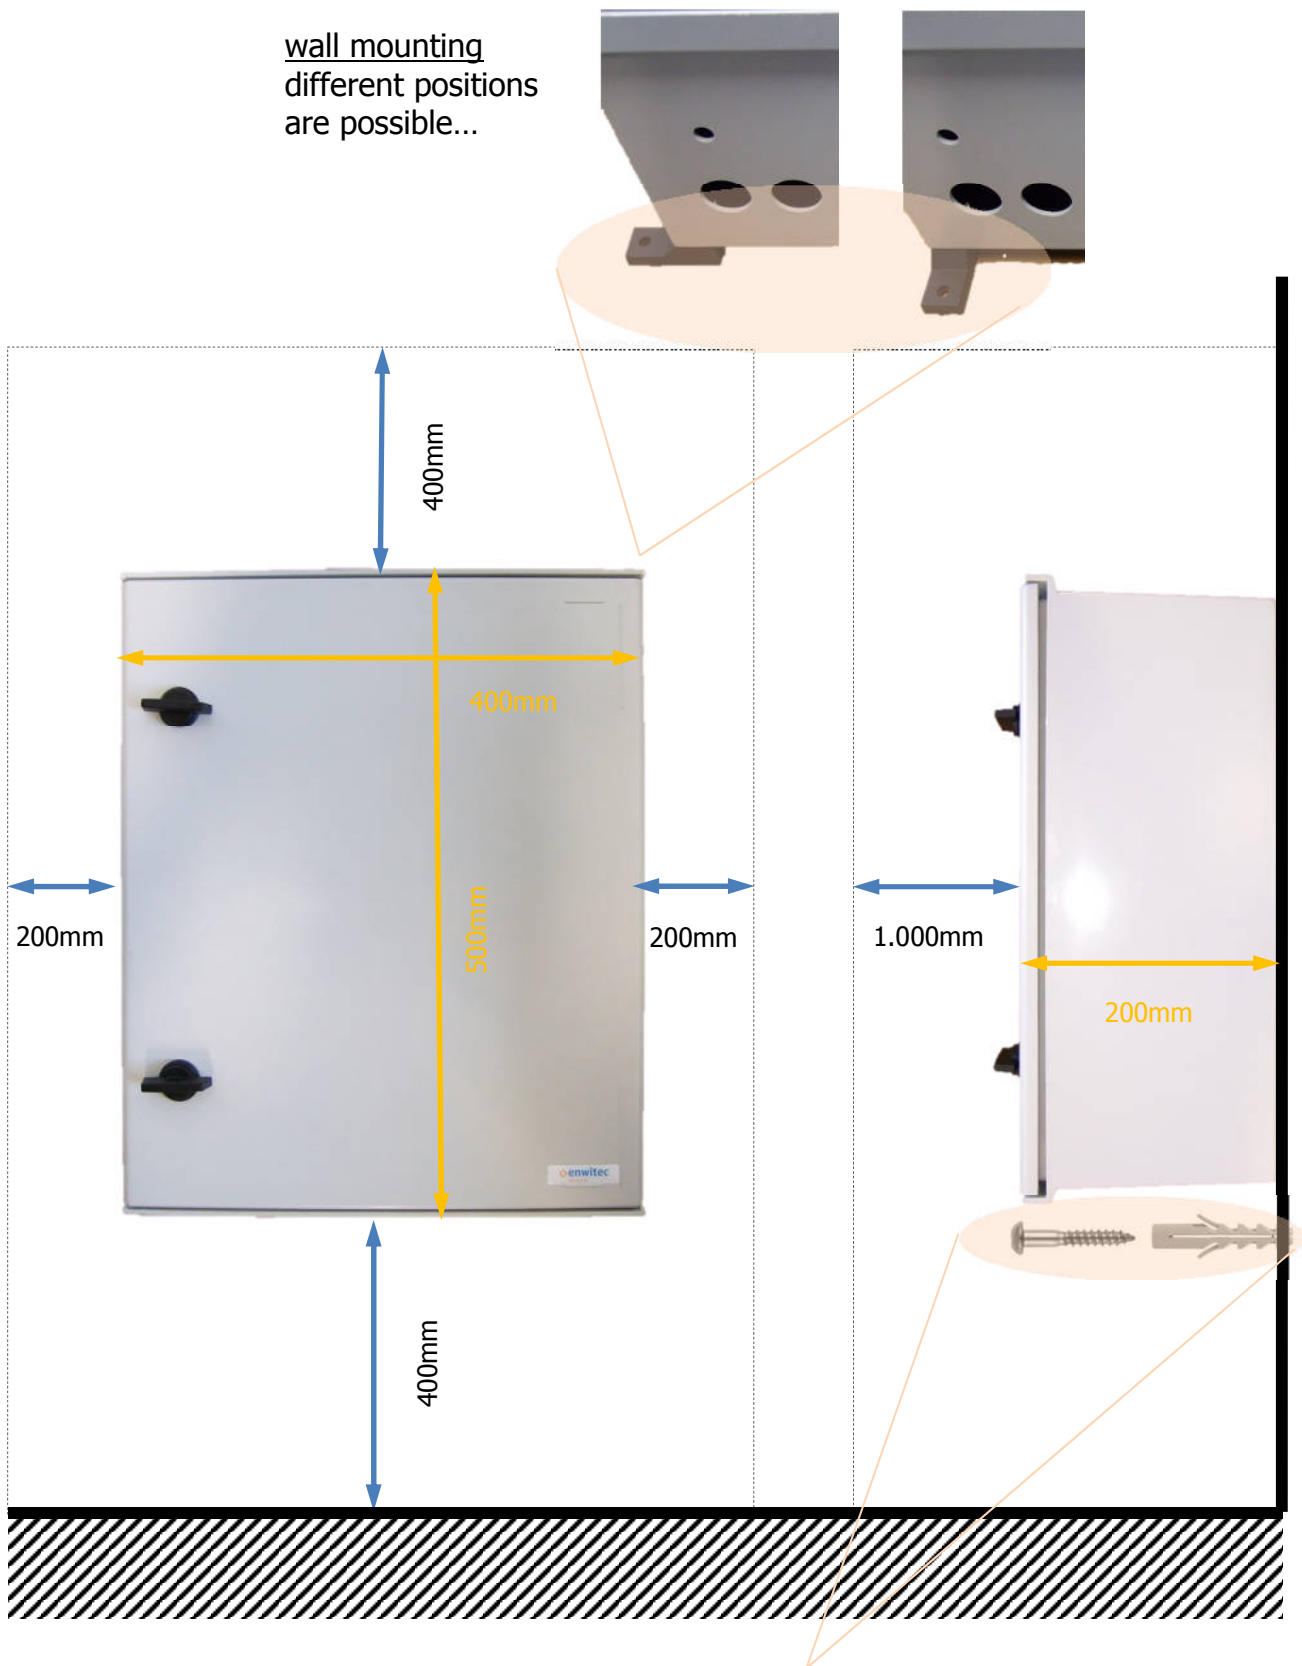 wall mounting
different positions
are possible...
400mm
400mm
500mm
200mm
200mm
1.000mm
200mm
enwitec
400mm